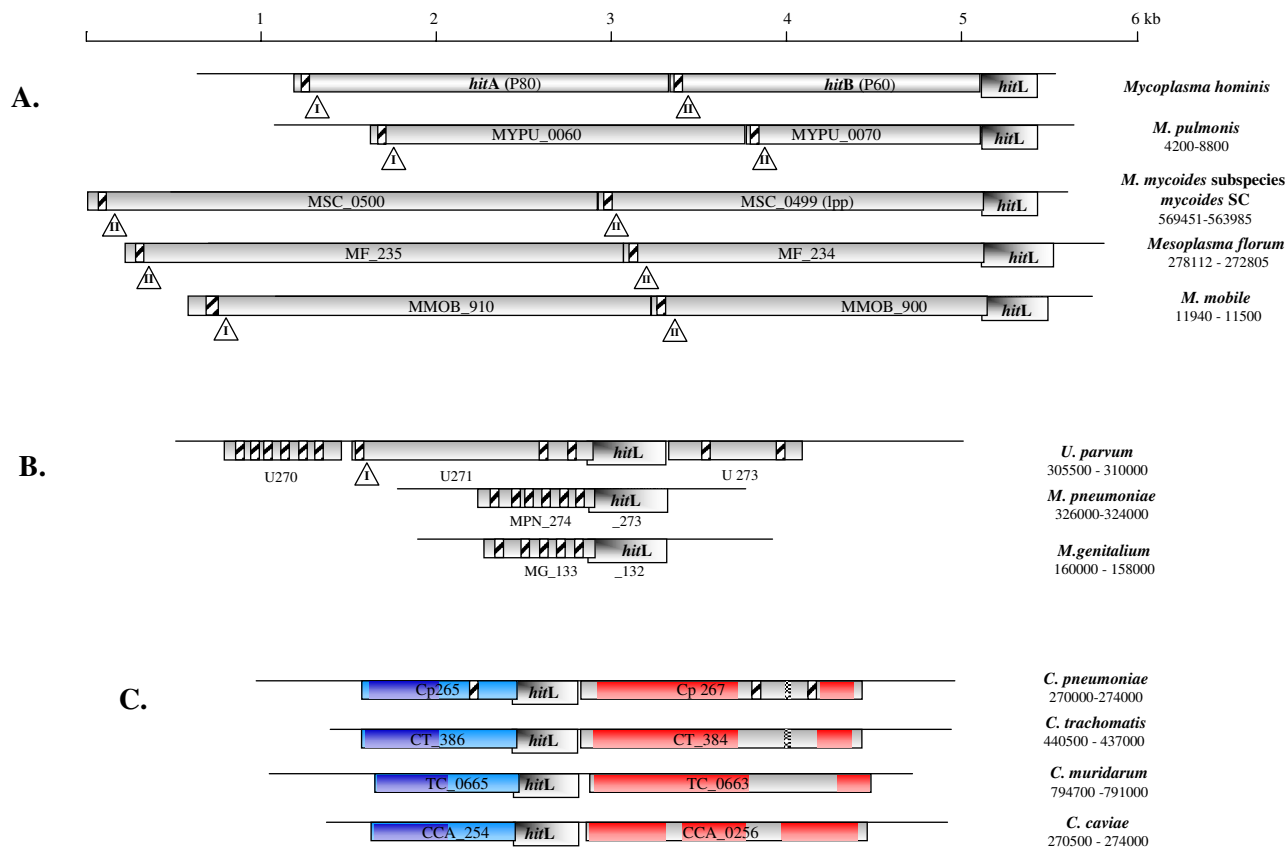 1 2 3 4 5 6 kb
A.
hitA (P80) hitB (P60) hitL Mycoplasma hominis
I II
MYPU_0060 MYPU_0070 hitL M. pulmonis
4200-8800
I II
M. mycoides subspecies
mycoides SC
MSC_0500 MSC_0499 (lpp) hitL
569451-563985
II II
MF_235 MF_234 hitL Mesoplasma florum
278112 - 272805
II II
MMOB_910 MMOB_900 hitL M. mobile
11940 - 11500
I II
B.
hitL U. parvum
305500 - 310000
U270 I U271 U 273
hitL M. pneumoniae
326000-324000
MPN_274 _273
hitL M.genitalium
160000 - 158000
MG_133 _132
C.
Cp265 hitL Cp 267 C. pneumoniae
270000-274000
CT_386 hitL CT_384 C. trachomatis
440500 - 437000
TC_0665 hitL TC_0663 C. muridarum
794700 -791000
CCA_254 hitL CCA_0256 C. caviae
270500 - 274000